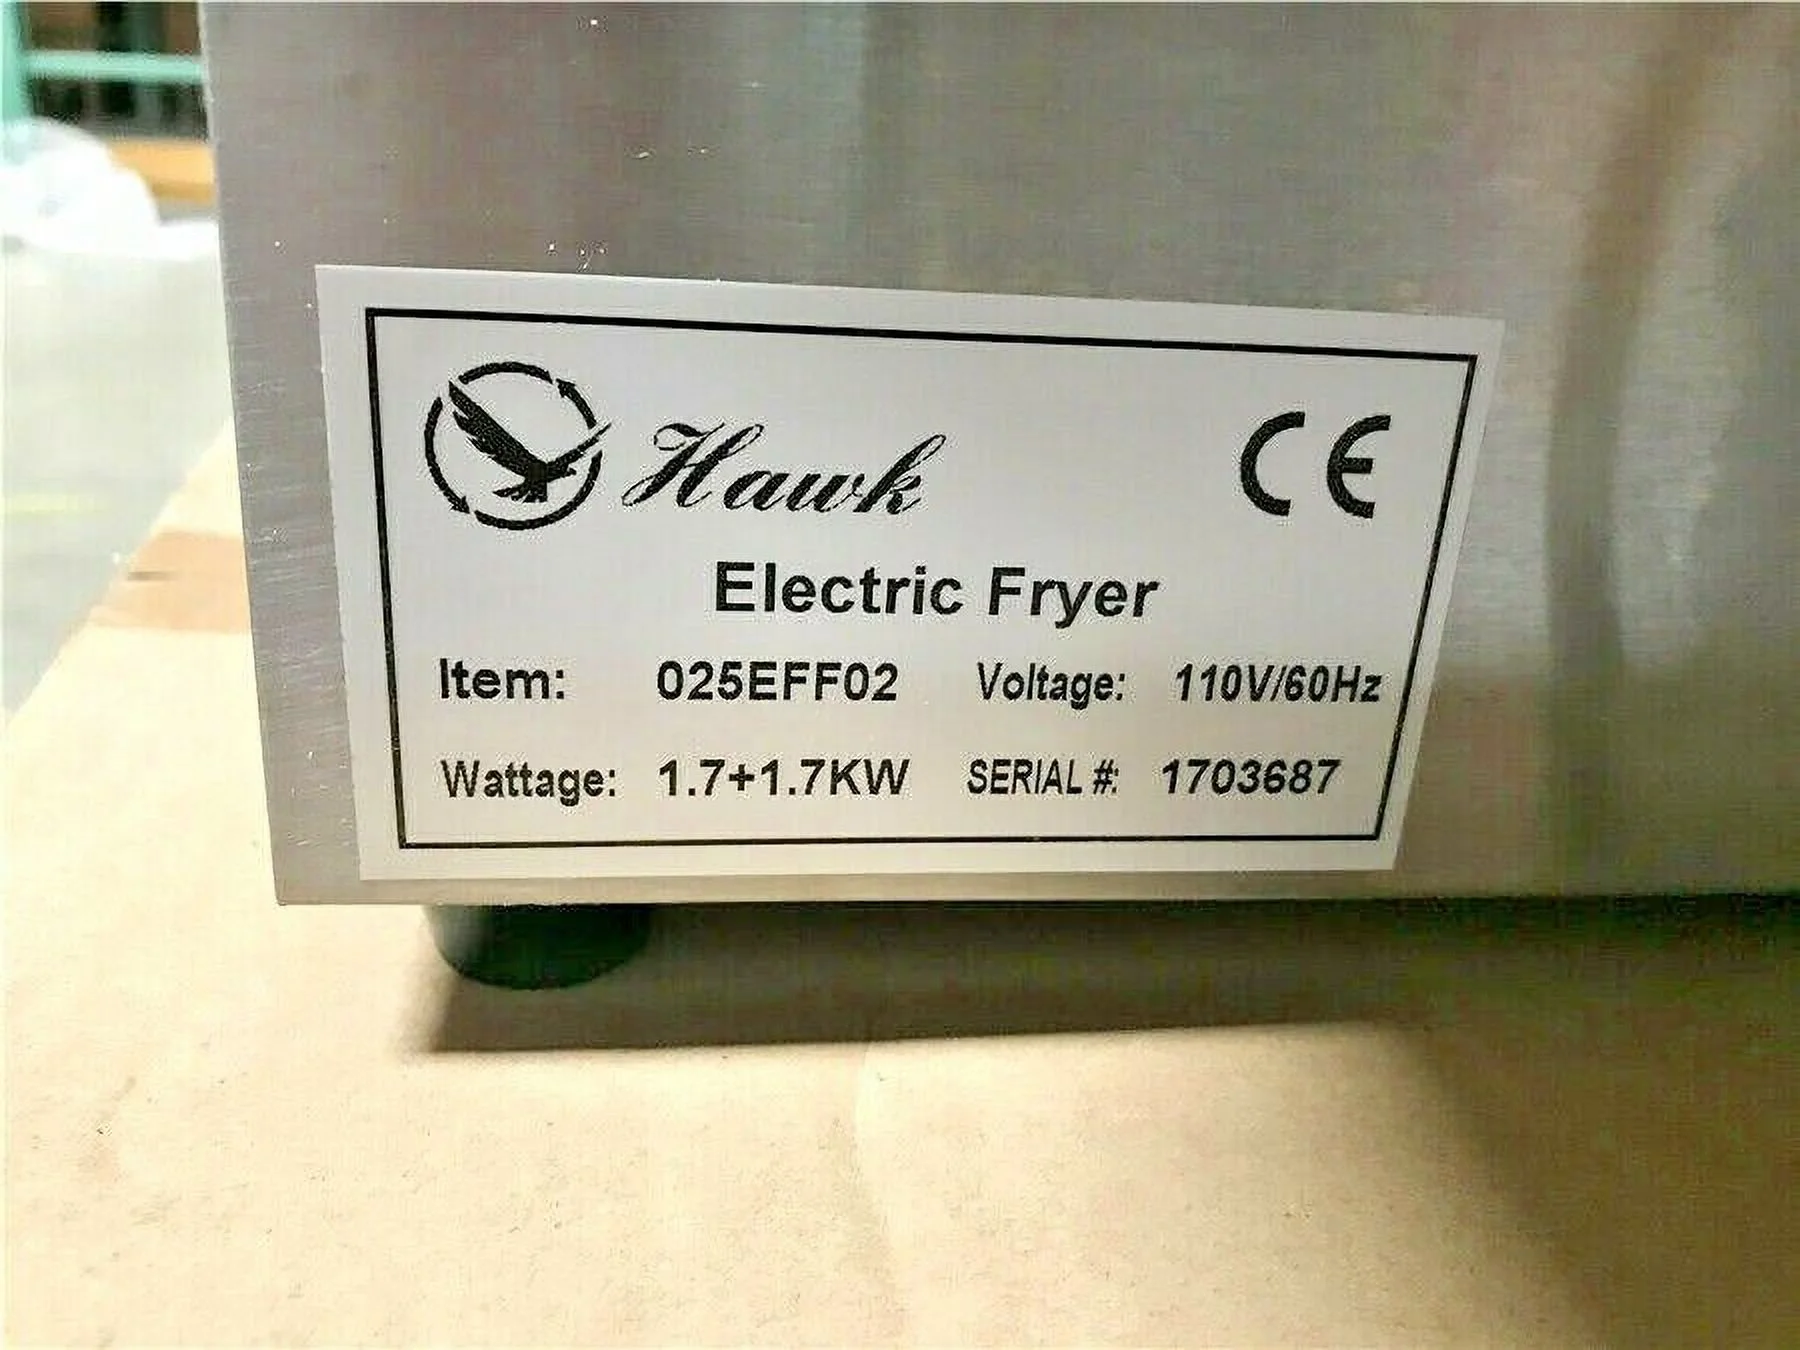 Hawk CE
Electric Fryer
Item: 025EFF02 Voltage: 110V/60Hz
Wattage: 1.7+1.7KW SERIAL #: 1703687